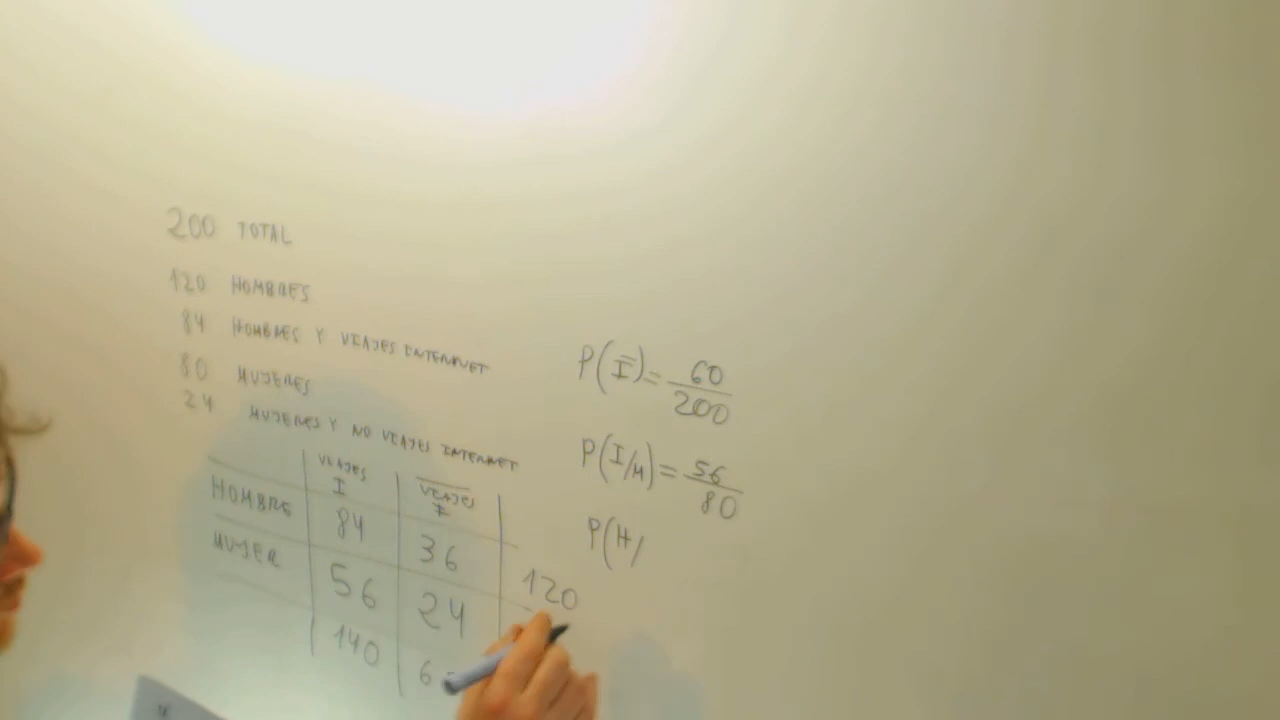 200 TOTAL
120 HOMBRES
84 HOMBRES Y VIAJES INTERNET
80 MUJERES
24 MUJERES Y NO VIAJES INTERNET
VIAJES I
VIAJES I
HOMBRE 84 36 120
MUJER 56 24
140 6
P(Ī)= 60/200
P(I/M)= 56/80
P(H/